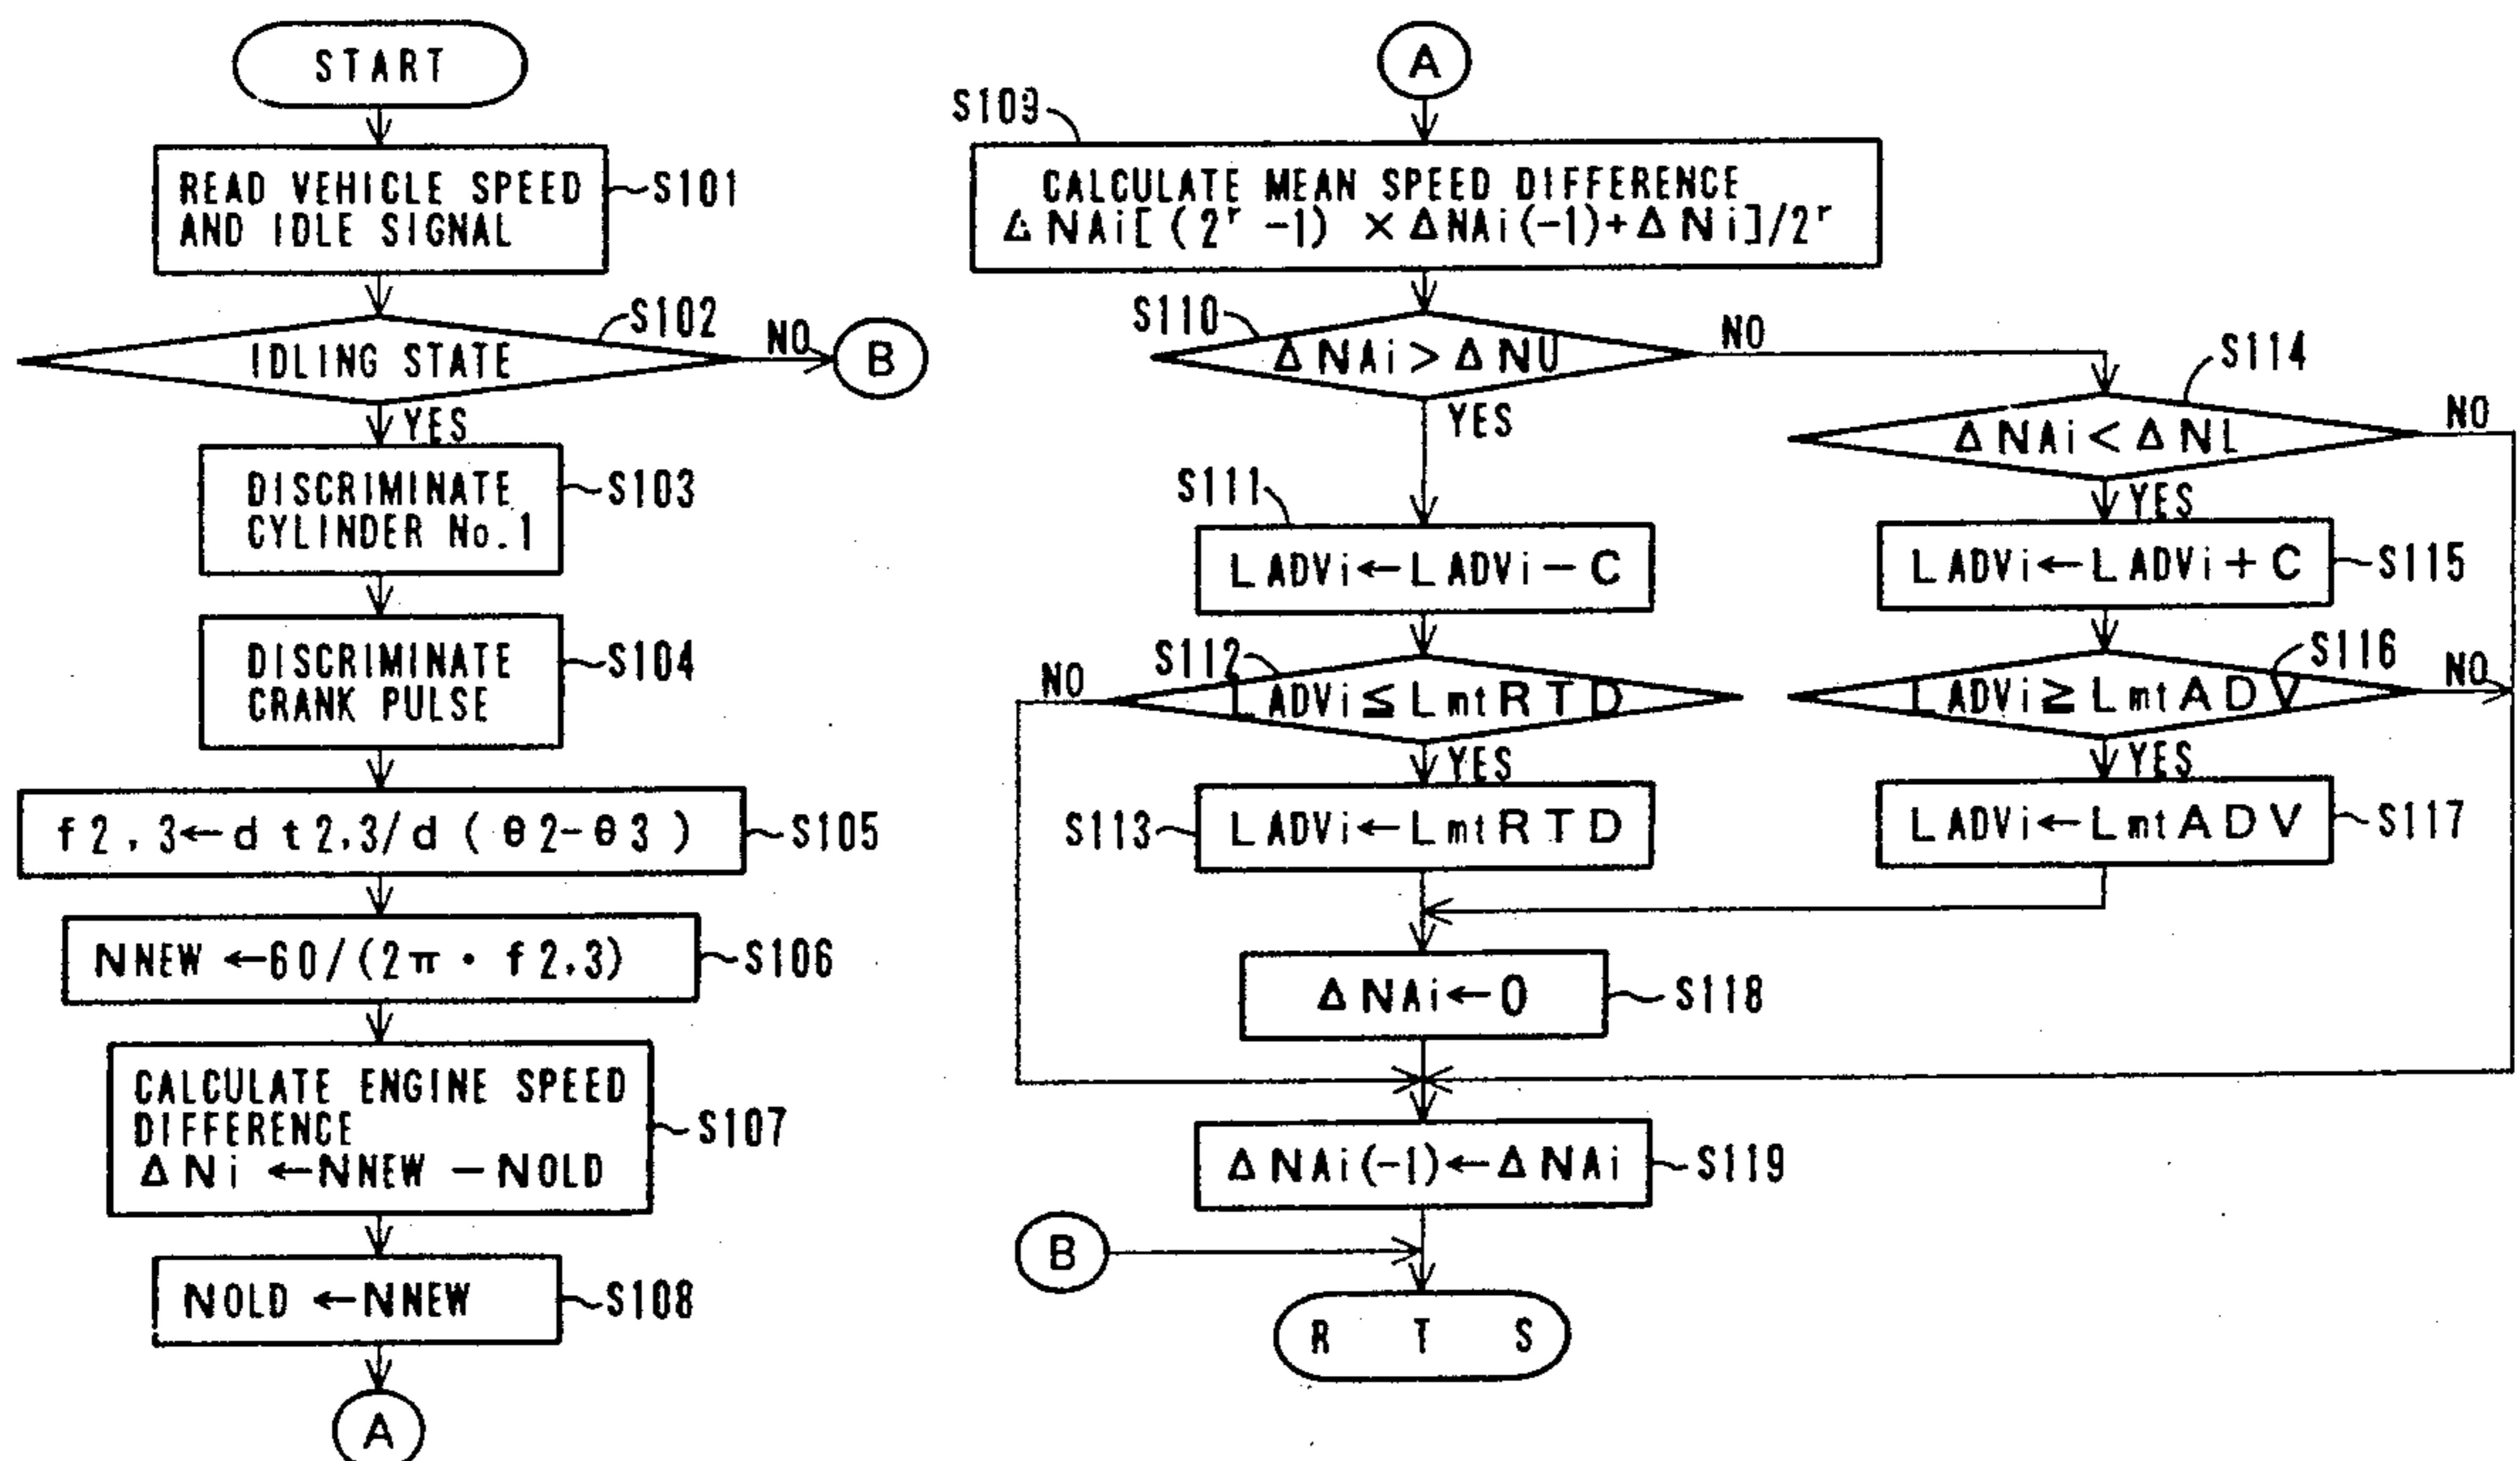 START
READ VEHICLE SPEED
AND IDLE SIGNAL
S101
IDLING STATE
S102
NO
B
YES
DISCRIMINATE
CYLINDER No.1
S103
DISCRIMINATE
CRANK PULSE
S104
f2,3←dt2,3/d(θ2-θ3)
S105
NNEW ←60/(2π・f2,3)
S106
CALCULATE ENGINE SPEED
DIFFERENCE
ΔNi ←NNEW −NOLD
S107
NOLD ←NNEW
S108
A
A
S109
CALCULATE MEAN SPEED DIFFERENCE
ΔNAi[(2^r -1) ×ΔNAi(-1)+ΔNi]/2^r
S110
ΔNAi>ΔNU
NO
YES
S114
ΔNAi<ΔNL
NO
YES
S111
LADVi←LADVi−C
LADVi←LADVi+C
S115
S112
NO
LADVi≦LmtRTD
YES
S116
LADVi≧LmtADV
NO
YES
S113
LADVi←LmtRTD
LADVi←LmtADV
S117
ΔNAi←0
S118
ΔNAi(-1)←ΔNAi
S119
B
RTS